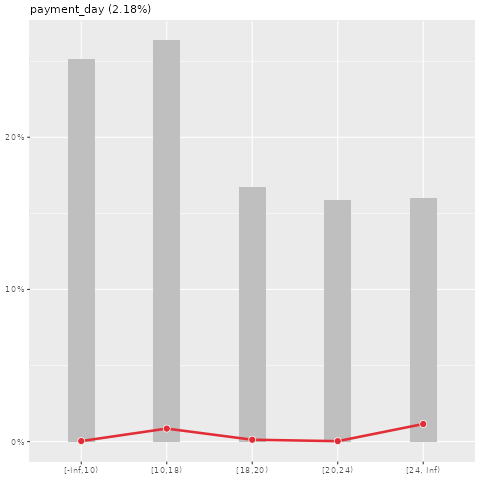 payment_day (2.18%)
20%
10%
0%
[-Inf,10) [10,18) [18,20) [20,24) [24, Inf)